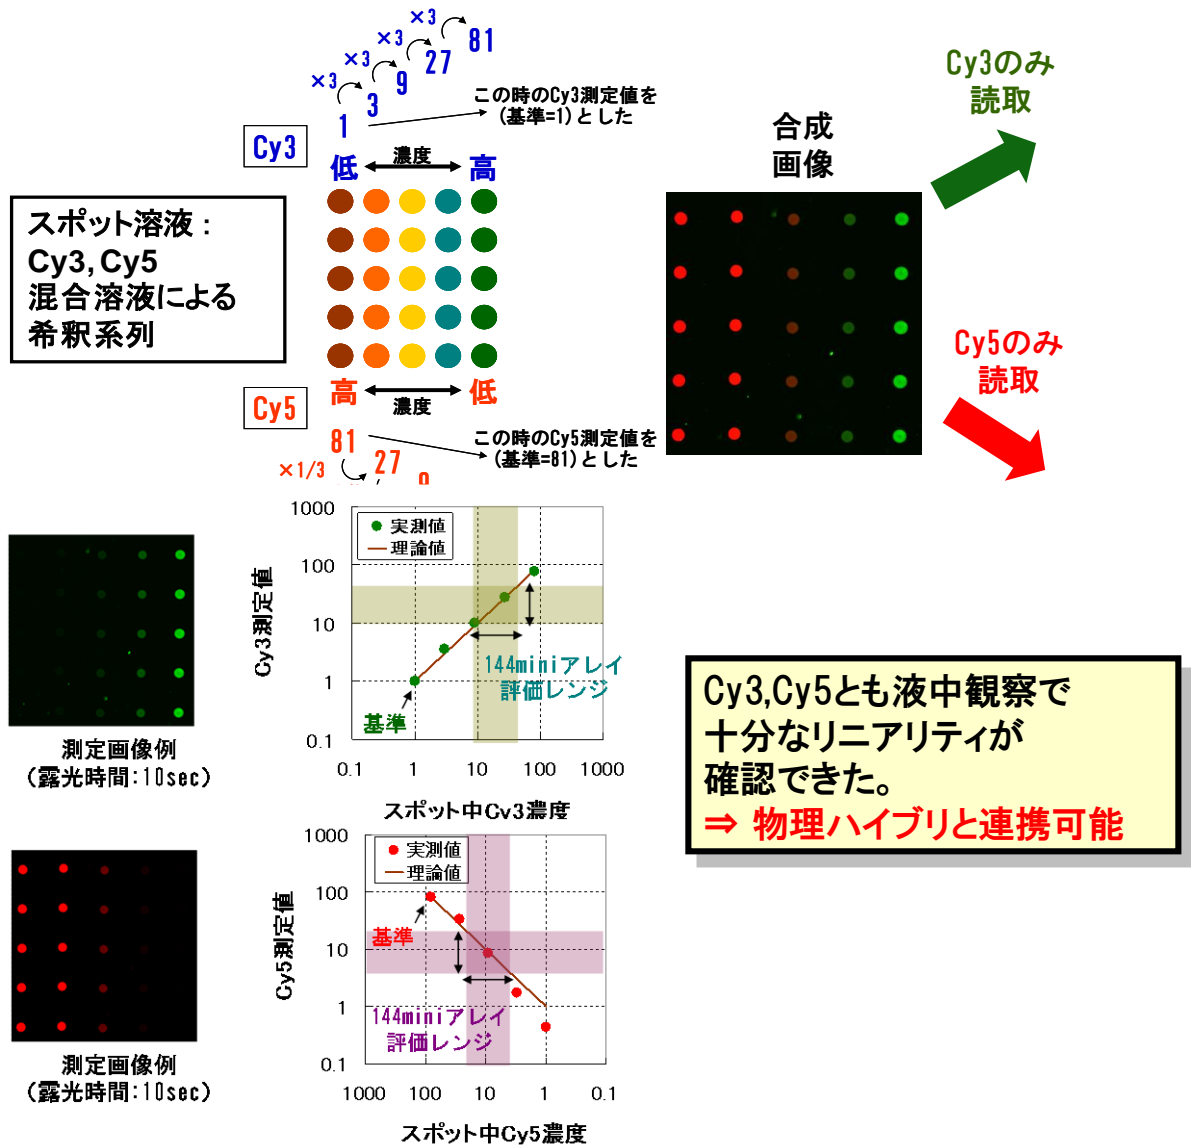 ×3
×3
×3
×3
1
3
9
27
81
この時のCy3測定値を
(基準=1)とした
Cy3
低
濃度
高
スポット溶液：
Cy3, Cy5
混合溶液による
希釈系列
高
濃度
低
Cy5
81
27
×1/3
この時のCy5測定値を
(基準=81)とした
合成
画像
Cy3のみ
読取
Cy5のみ
読取
測定画像例
(露光時間:10sec)
Cy3測定値
1000
100
10
1
0.1
実測値
理論値
144miniアレイ
評価レンジ
基準
0.1
1
10
100
1000
スポット中Cy3濃度
Cy3,Cy5とも液中観察で
十分なリニアリティが
確認できた。
⇒ 物理ハイブリと連携可能
測定画像例
(露光時間:10sec)
Cy5測定値
1000
100
10
1
0.1
実測値
理論値
基準
144miniアレイ
評価レンジ
1000
100
10
1
0.1
スポット中Cy5濃度